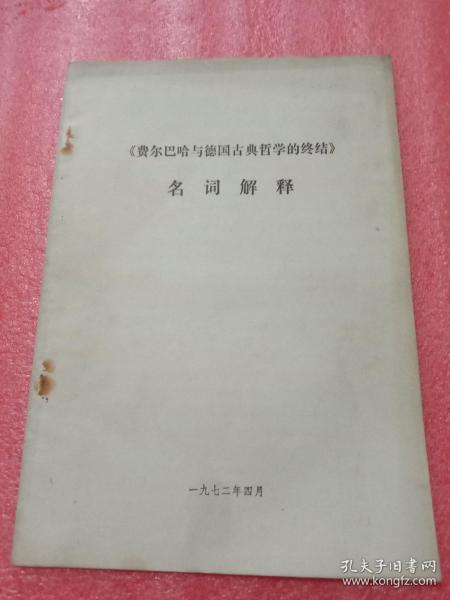 《费尔巴哈与德国古典哲学的终结》
名词解释
一九七二年四月
孔夫子旧书网
www.kongfz.com